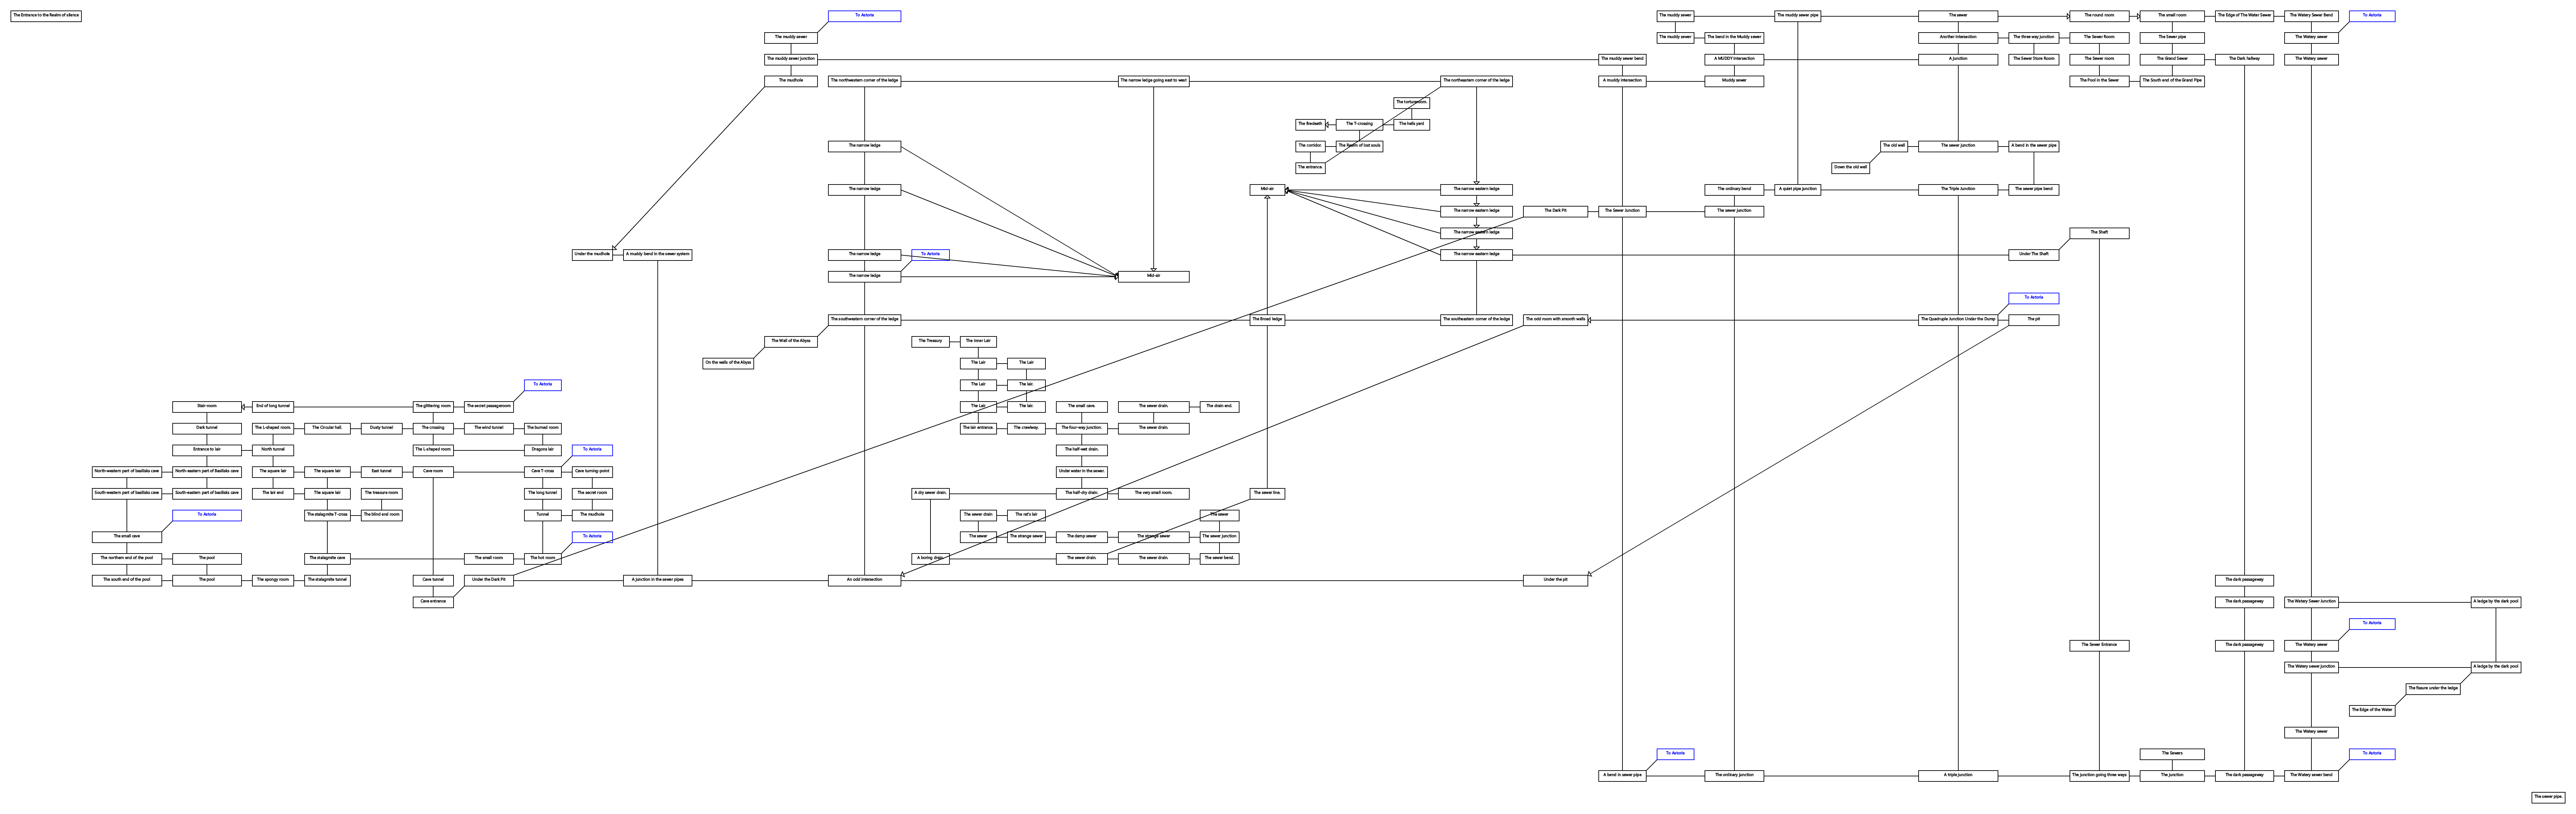 The Entrance to the Realm of silence
To Astoria
The muddy sewer
The muddy sewer pipe
The sewer
The round room
The small room
The Edge of The Water Sewer
The Watery Sewer Bend
To Astoria
The muddy sewer
The muddy sewer
The bend in the Muddy sewer
Another Intersection
The three way junction
The Sewer Room
The Sewer pipe
The Watery sewer
The muddy sewer junction
The muddy sewer bend
A MUDDY intersection
A Junction
The Sewer Store Room
The Sewer room
The Grand Sewer
The Dark hallway
The Watery sewer
The mudhole
The northwestern corner of the ledge
The narrow ledge going east to west
The northeastern corner of the ledge
A muddy intersection
Muddy sewer
The Pool in the Sewer
The South end of the Grand Pipe
The tortureroom.
The firedeath
The T-crossing
The halls yard
The narrow ledge
The corridor.
The Realm of lost souls
The old well
The sewer junction
A bend in the sewer pipe
The entrance.
Down the old well
The narrow ledge
Mid-air
The narrow eastern ledge
The ordinary bend
A quiet pipe junction
The Triple Junction
The sewer pipe bend
The narrow eastern ledge
The Dark Pit
The Sewer Junction
The sewer junction
The narrow eastern ledge
The Shaft
Under the mudhole
A muddy bend in the sewer system
The narrow ledge
To Astoria
The narrow eastern ledge
Under The Shaft
The narrow ledge
Mid-air
To Astoria
The southwestern corner of the ledge
The Broad ledge
The southeastern corner of the ledge
The odd room with smooth walls
The Quadruple Junction Under the Dump
The pit
The Wall of the Abyss
The Treasury
The inner Lair
On the walls of the Abyss
The Lair
The Lair
To Astoria
The Lair
The lair.
Stair-room
End of long tunnel
The glittering room
The secret passageroom
The Lair
The lair.
The small cave.
The sewer drain.
The drain end.
Dark tunnel
The L-shaped room.
The Circular hall.
Dusty tunnel
The crossing
The wind tunnel
The burned room
The lair entrance.
The crawlway.
The four-way junction.
The sewer drain.
Entrance to lair
North tunnel
The L-shaped room
Dragons lair
To Astoria
The half-wet drain.
North-western part of basilisks cave
North-eastern part of Basilisks cave
The square lair
The square lair
East tunnel
Cave room
Cave T-cross
Cave turning-point
Under water in the sewer.
South-western part of basilisks cave
South-eastern part of basilisks cave
The lair end
The square lair
The treasure room
The long tunnel
The secret room
A dry sewer drain.
The half-dry drain.
The very small room.
The sewer line.
To Astoria
The stalagmite T-cross
The blind end room
Tunnel
The mudhole
The sewer drain
The rat's lair
The sewer
The small cave
To Astoria
The sewer
The strange sewer
The damp sewer
The strange sewer
The sewer junction
The northern end of the pool
The pool
The stalagmite cave
The small room
The hot room
A boring drain.
The sewer drain.
The sewer drain.
The sewer bend.
The south end of the pool
The pool
The spongy room
The stalagmite tunnel
Cave tunnel
Under the Dark Pit
A junction in the sewer pipes
An odd intersection
Under the pit
The dark passageway
Cave entrance
The dark passageway
The Watery Sewer Junction
A ledge by the dark pool
To Astoria
The Sewer Entrance
The dark passageway
The Watery sewer
The Watery sewer junction
A ledge by the dark pool
The fissure under the ledge
The Edge of the Water
The Watery sewer
To Astoria
The Sewers
To Astoria
A bend in sewer pipe
The ordinary junction
A triple junction
The junction going three ways
The junction
The dark passageway
The Watery sewer bend
The sewer pipe.